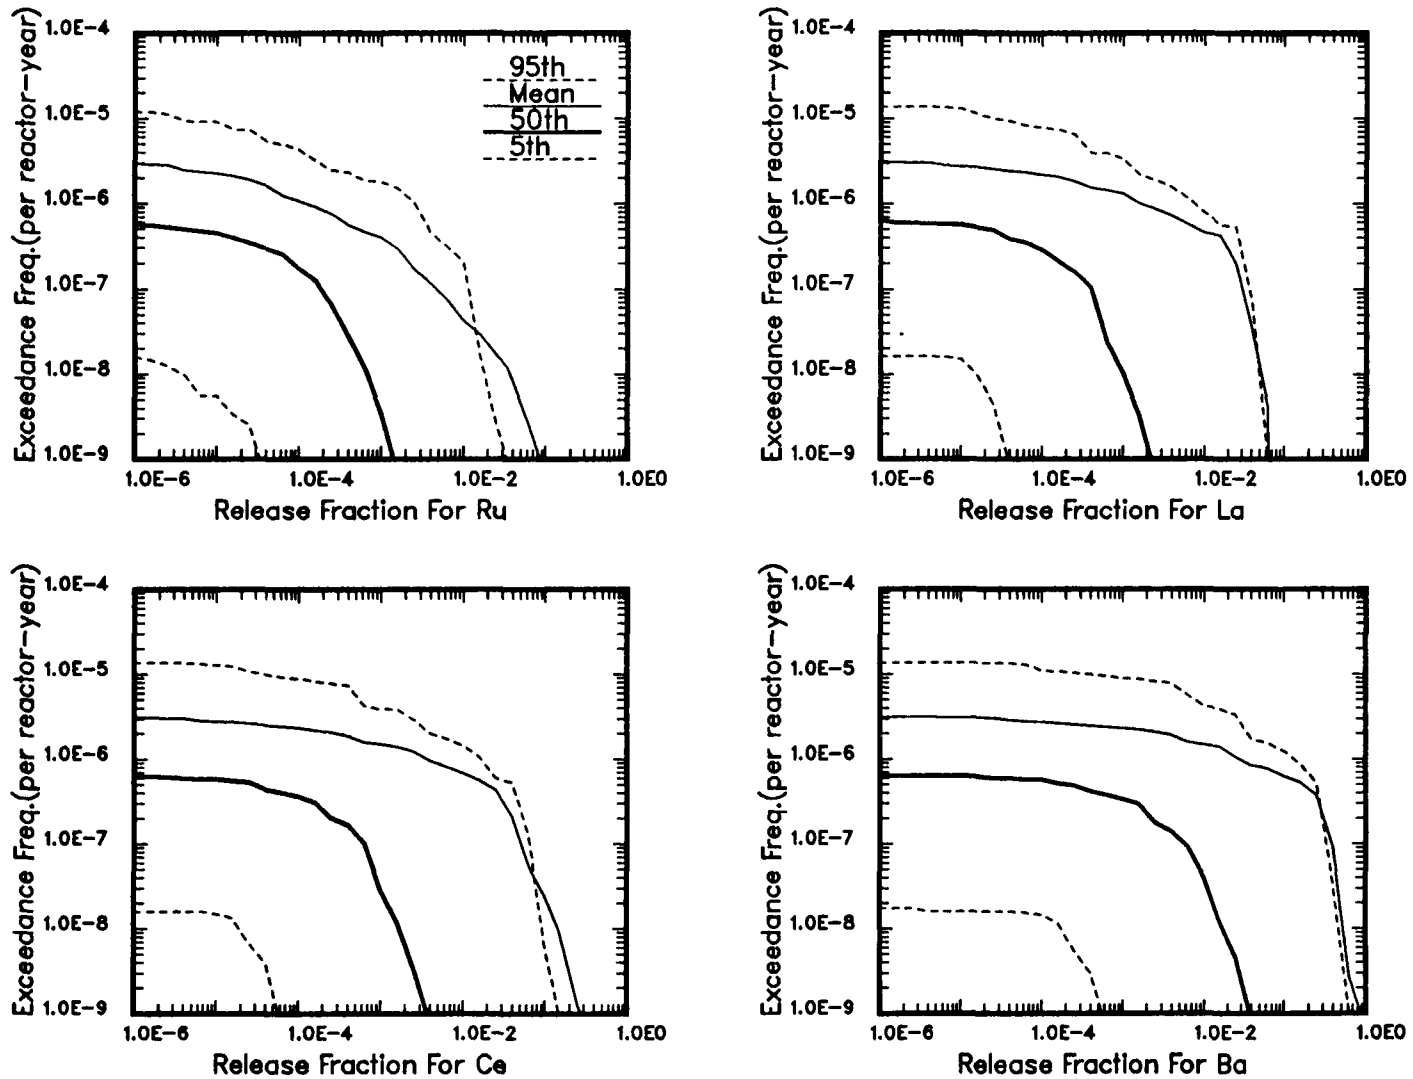 Exceedance Freq.(per reactor-year)
1.0E-4
1.0E-5
1.0E-6
1.0E-7
1.0E-8
1.0E-9
95th
Mean
50th
5th
1.0E-6
1.0E-4
1.0E-2
1.0E0
Release Fraction For Ru
Exceedance Freq.(per reactor-year)
1.0E-4
1.0E-5
1.0E-6
1.0E-7
1.0E-8
1.0E-9
1.0E-6
1.0E-4
1.0E-2
1.0E0
Release Fraction For La
Exceedance Freq.(per reactor-year)
1.0E-4
1.0E-5
1.0E-6
1.0E-7
1.0E-8
1.0E-9
1.0E-6
1.0E-4
1.0E-2
1.0E0
Release Fraction For Ce
Exceedance Freq.(per reactor-year)
1.0E-4
1.0E-5
1.0E-6
1.0E-7
1.0E-8
1.0E-9
1.0E-6
1.0E-4
1.0E-2
1.0E0
Release Fraction For Ba